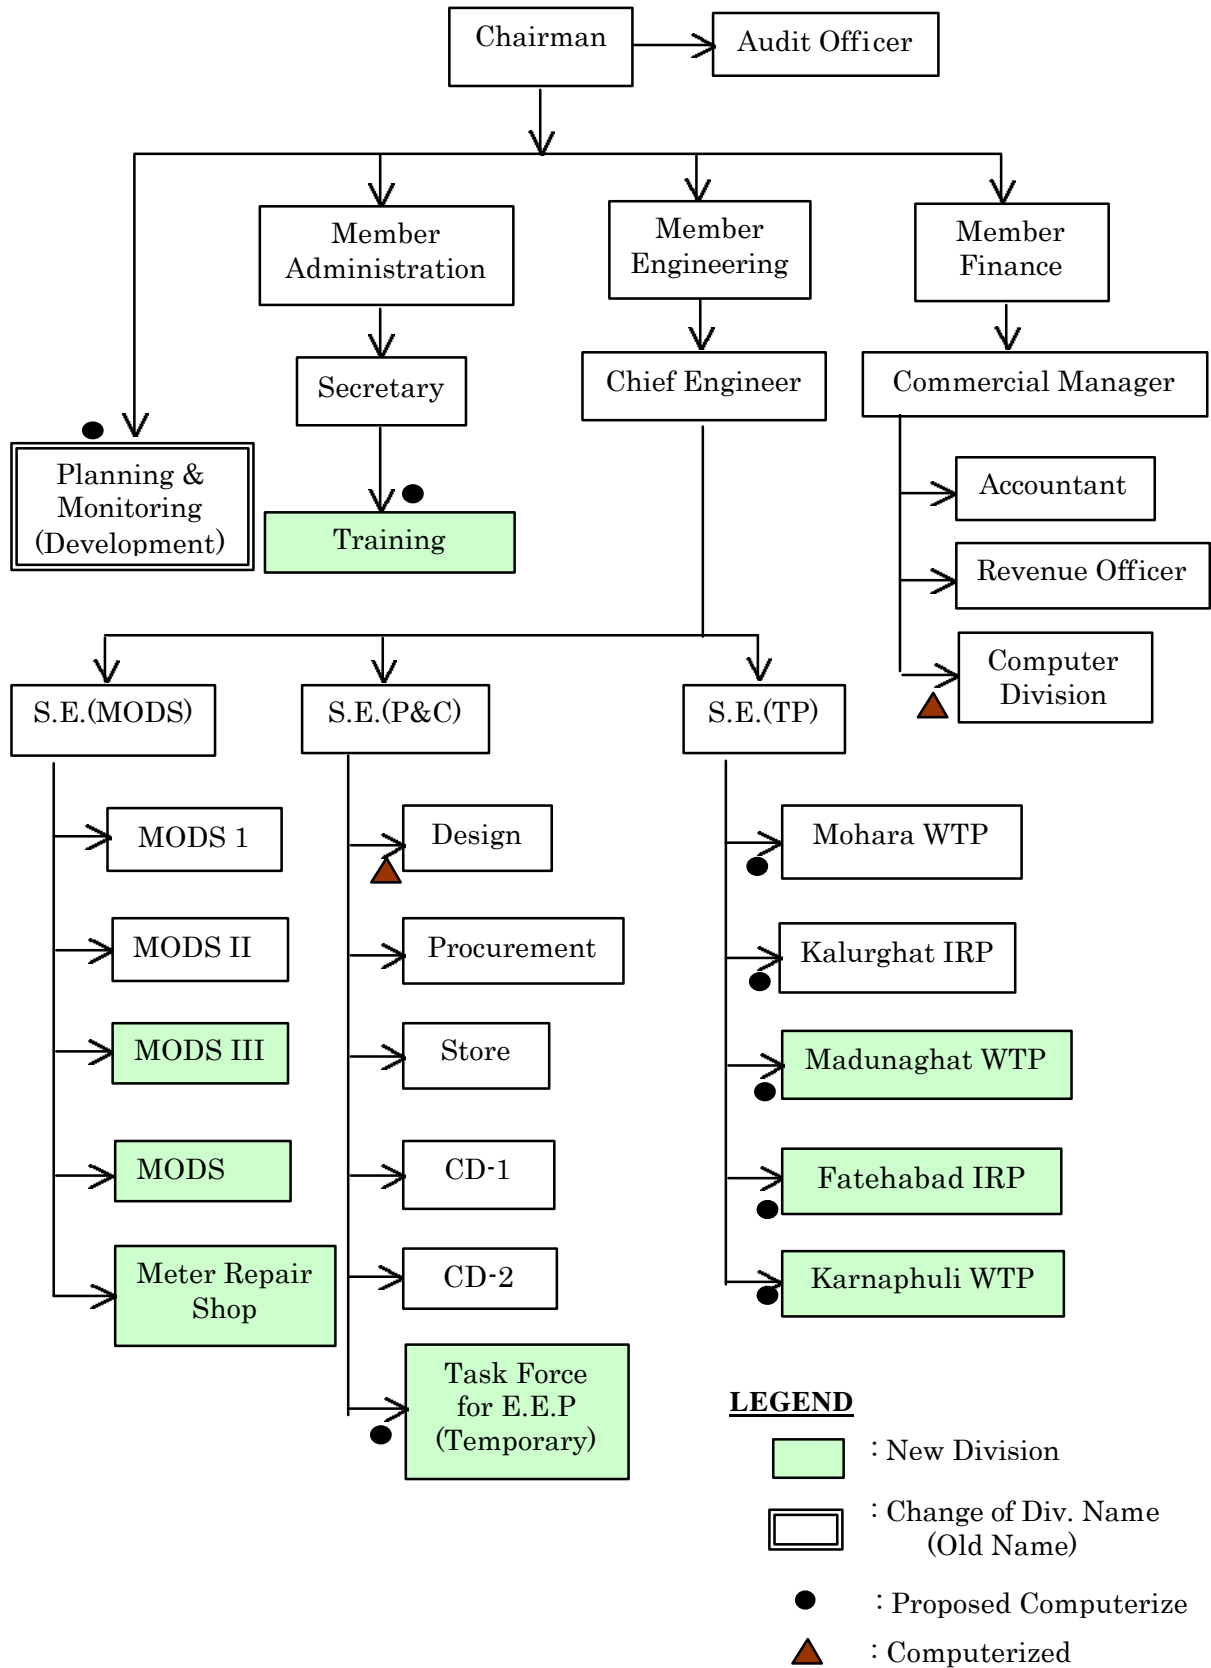 Chairman
Audit Officer
Member
Administration
Member
Engineering
Member
Finance
Secretary
Chief Engineer
Commercial Manager
Planning &
Monitoring
(Development)
Training
Accountant
Revenue Officer
Computer
Division
S.E.(MODS)
S.E.(P&C)
S.E.(TP)
MODS 1
MODS II
MODS III
MODS
Meter Repair
Shop
Design
Procurement
Store
CD-1
CD-2
Task Force
for E.E.P
(Temporary)
Mohara WTP
Kalurghat IRP
Madunaghat WTP
Fatehabad IRP
Karnaphuli WTP
LEGEND
: New Division
: Change of Div. Name
(Old Name)
: Proposed Computerize
: Computerized